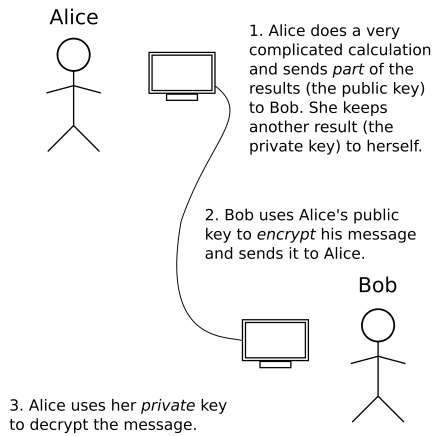 Alice
1. Alice does a very
complicated calculation
and sends part of the
results (the public key)
to Bob. She keeps
another result (the
private key) to herself.
2. Bob uses Alice's public
key to encrypt his message
and sends it to Alice.
Bob
3. Alice uses her private key
to decrypt the message.